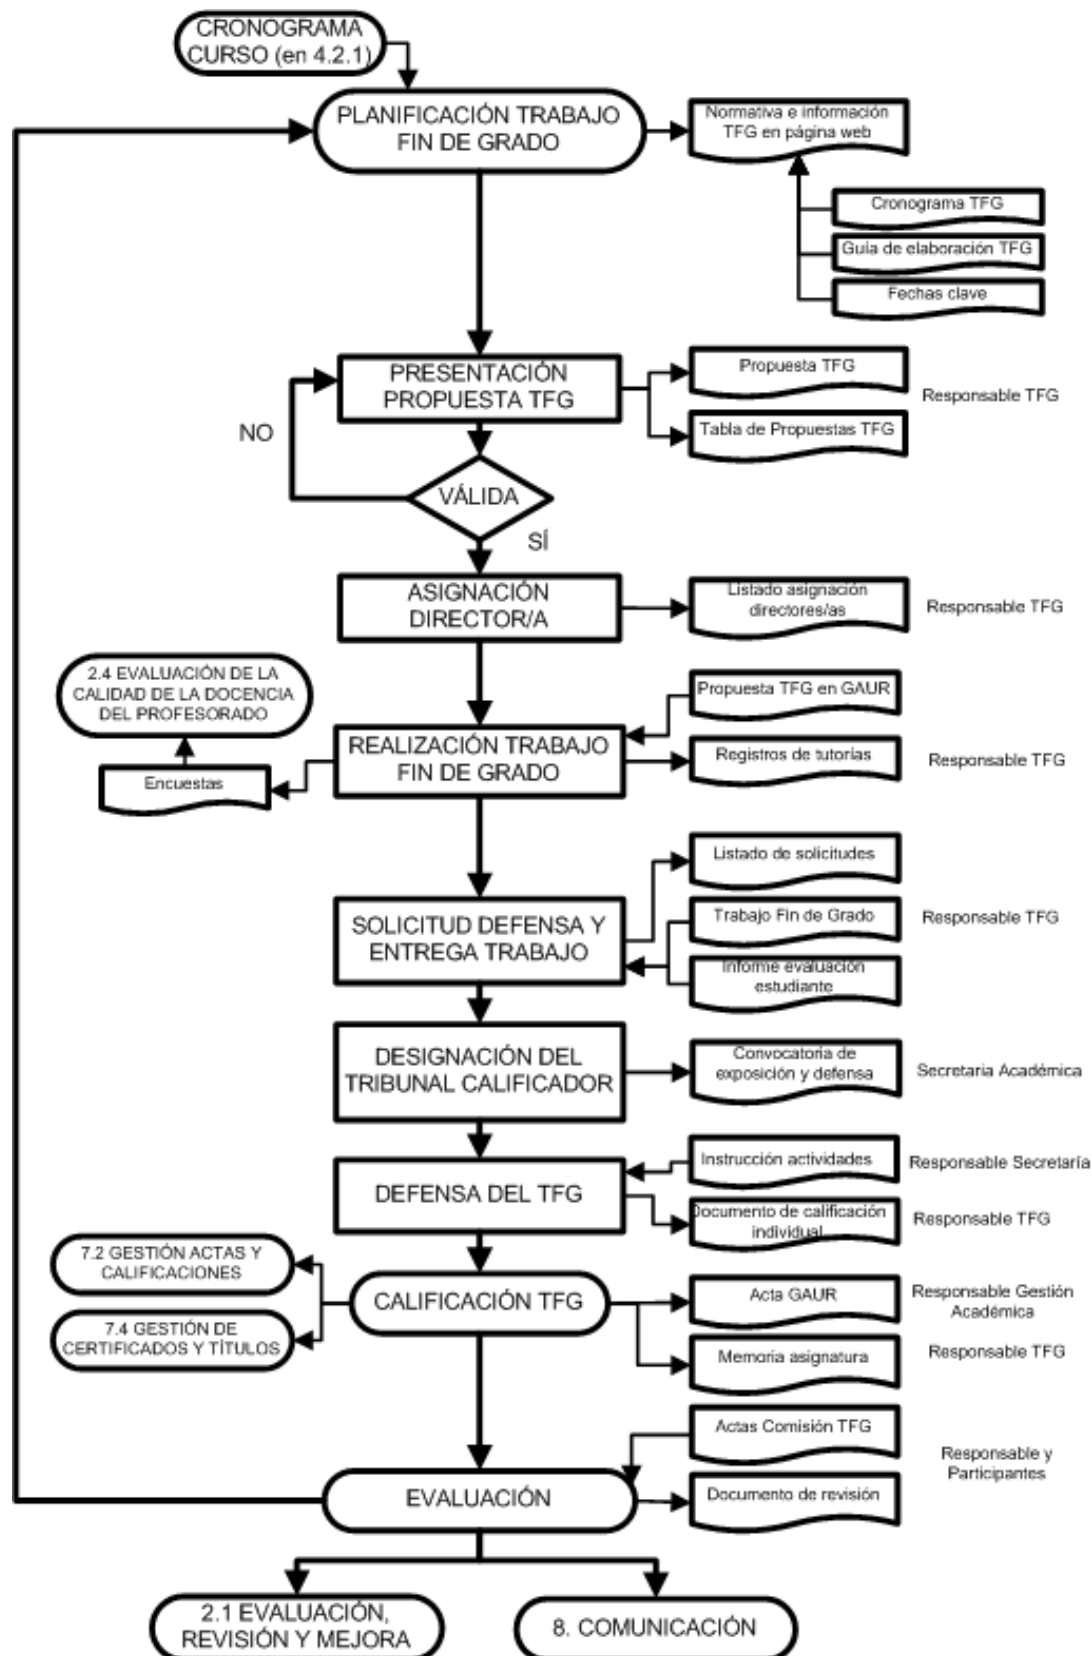 CRONOGRAMA
CURSO (en 4.2.1)
PLANIFICACIÓN TRABAJO
FIN DE GRADO
Normativa e información
TFG en página web
Cronograma TFG
Guía de elaboración TFG
Fechas clave
PRESENTACIÓN
PROPUESTA TFG
Propuesta TFG
Responsable TFG
Tabla de Propuestas TFG
NO
VÁLIDA
SÍ
ASIGNACIÓN
DIRECTOR/A
Listado asignación
directores/as
Responsable TFG
2.4 EVALUACIÓN DE LA
CALIDAD DE LA DOCENCIA
DEL PROFESORADO
Propuesta TFG en GAUR
REALIZACIÓN TRABAJO
FIN DE GRADO
Registros de tutorías
Responsable TFG
Encuestas
Listado de solicitudes
SOLICITUD DEFENSA Y
ENTREGA TRABAJO
Trabajo Fin de Grado
Responsable TFG
Informe evaluación
estudiante
DESIGNACIÓN DEL
TRIBUNAL CALIFICADOR
Convocatoria de
exposición y defensa
Secretaria Académica
DEFENSA DEL TFG
Instrucción actividades
Responsable Secretaría
Documento de calificación
individual
Responsable TFG
7.2 GESTIÓN ACTAS Y
CALIFICACIONES
CALIFICACIÓN TFG
Acta GAUR
Responsable Gestión
Académica
7.4 GESTIÓN DE
CERTIFICADOS Y TÍTULOS
Memoria asignatura
Responsable TFG
Actas Comisión TFG
Responsable y
Participantes
EVALUACIÓN
Documento de revisión
2.1 EVALUACIÓN,
REVISIÓN Y MEJORA
8. COMUNICACIÓN